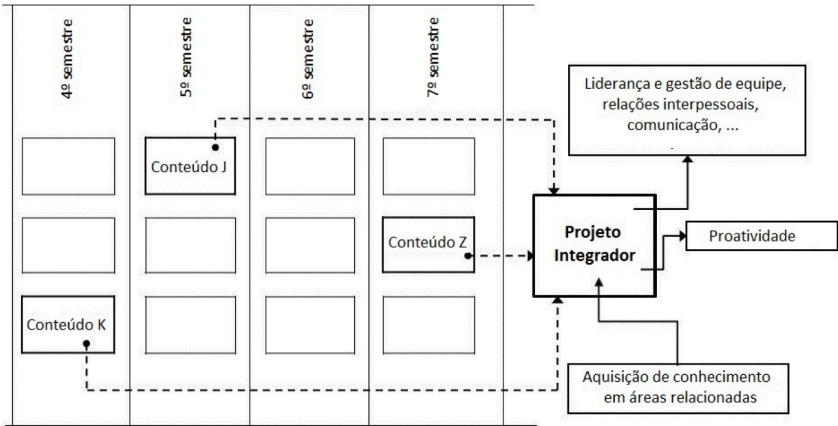 4º semestre
5º semestre
6º semestre
7º semestre
Liderança e gestão de equipe,
relações interpessoais,
comunicação, ...
.
Conteúdo J
Projeto
Integrador
Conteúdo Z
Proatividade
Conteúdo K
Aquisição de conhecimento
em áreas relacionadas